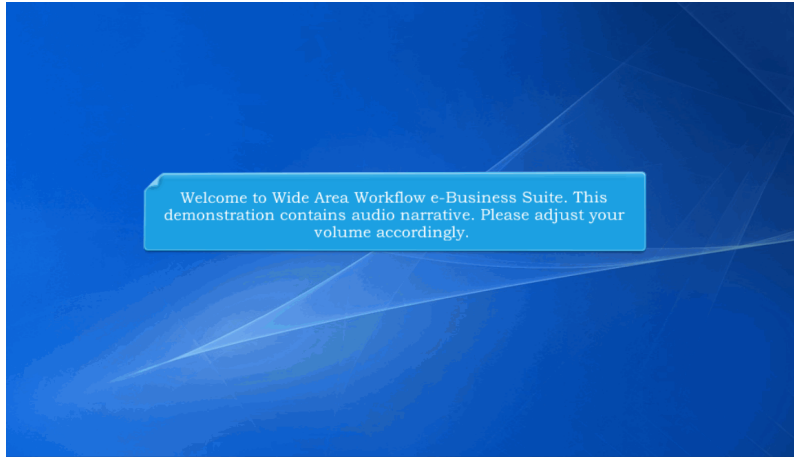 Welcome to Wide Area Workflow e-Business Suite. This
demonstration contains audio narrative. Please adjust your
volume accordingly.